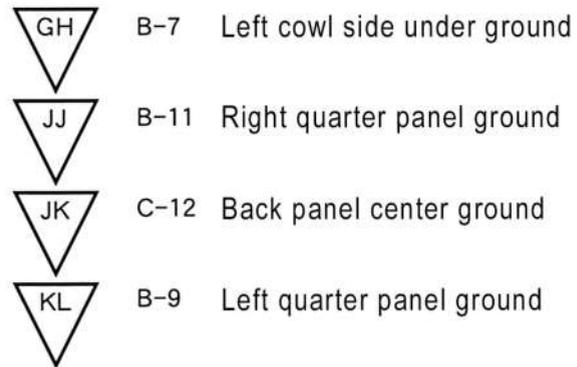 GH B-7 Left cowl side under ground
JJ B-11 Right quarter panel ground
JK C-12 Back panel center ground
KL B-9 Left quarter panel ground